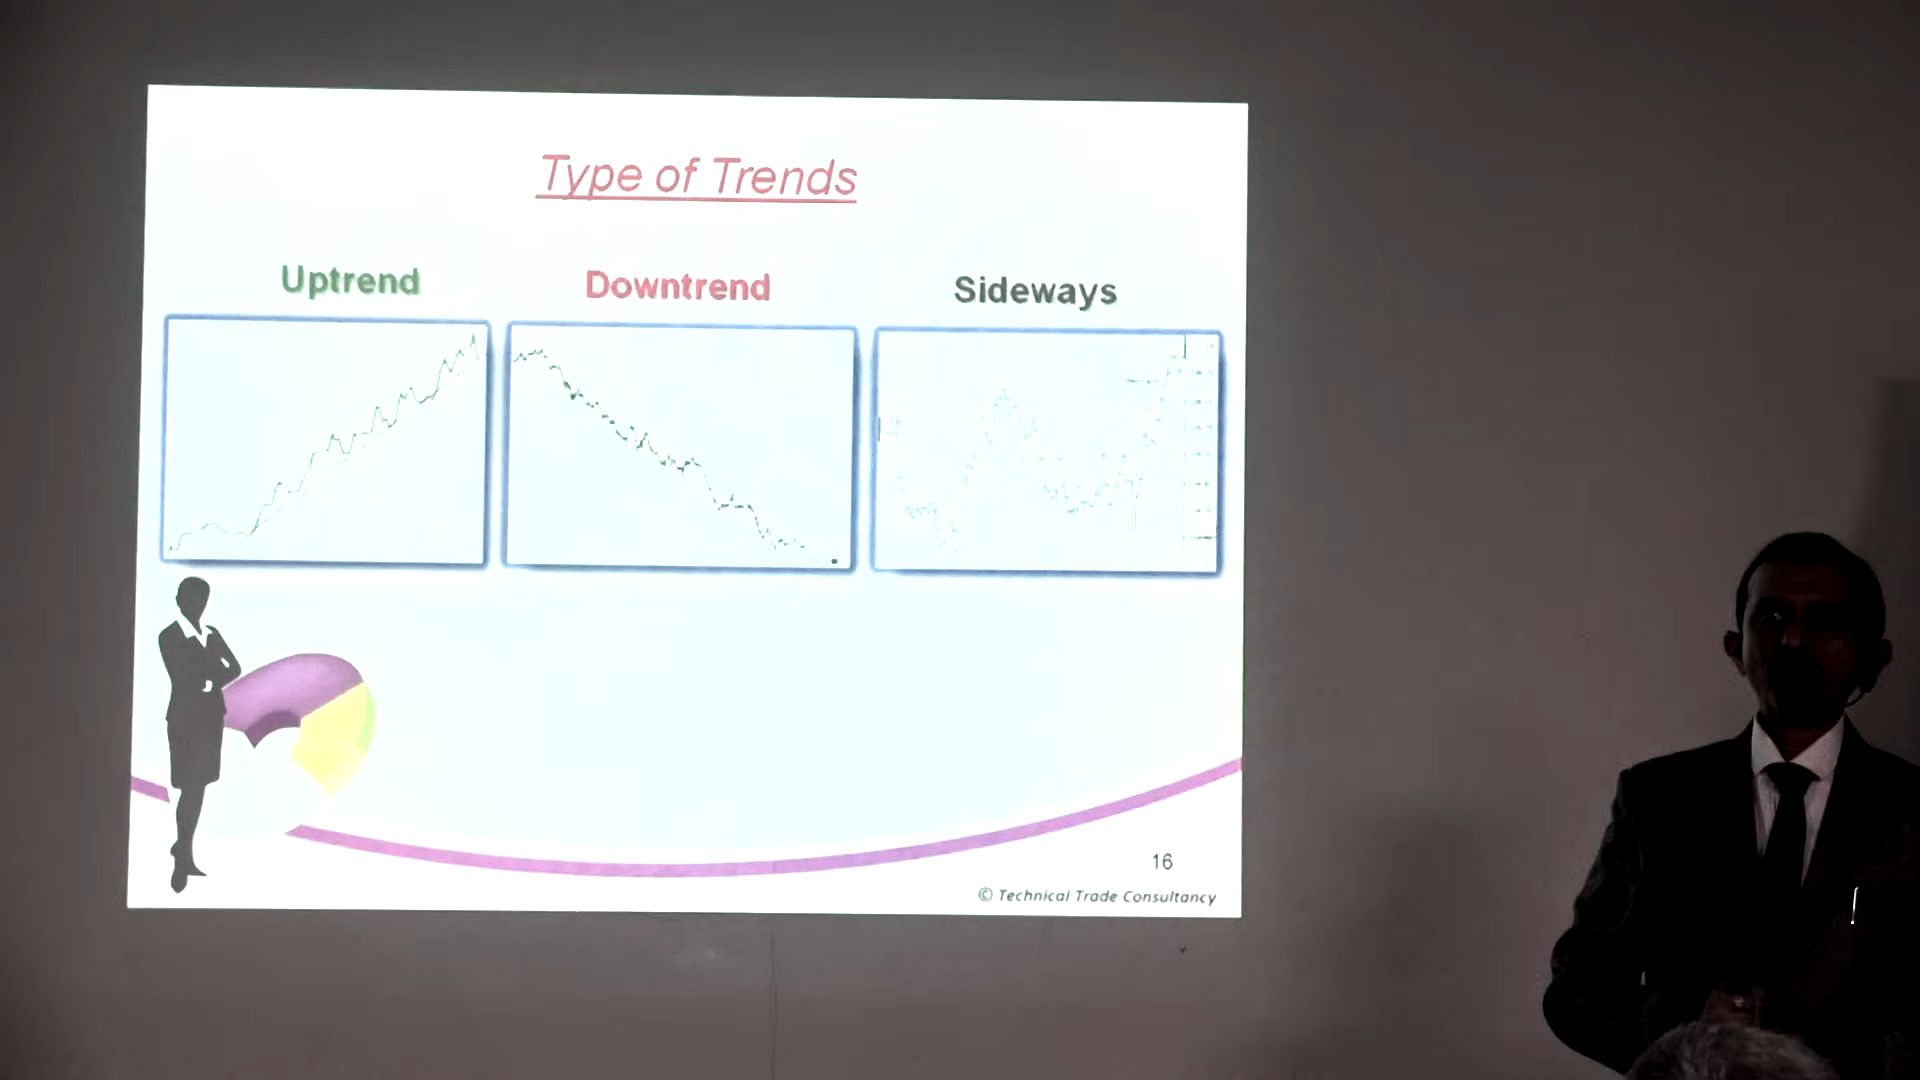 Type of Trends
Uptrend
Downtrend
Sideways
16
© Technical Trade Consultancy